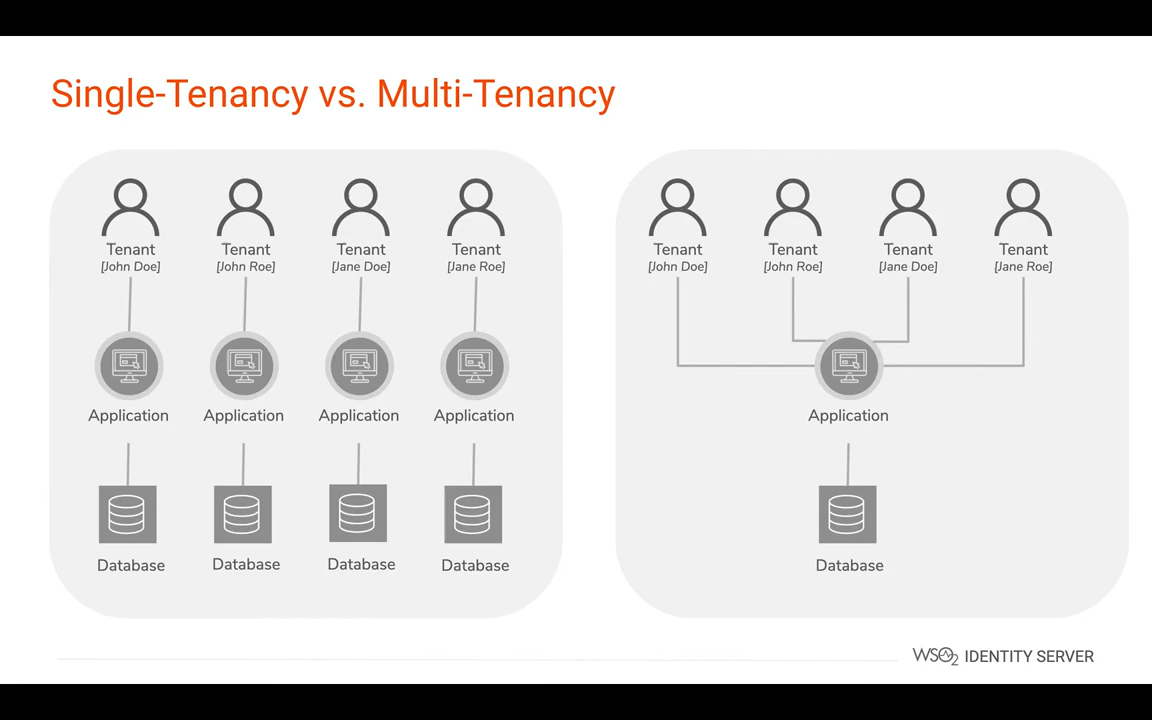 Single-Tenancy vs. Multi-Tenancy
Tenant Tenant Tenant Tenant
[John Doe] [John Roe] [Jane Doe] [Jane Roe]
Application Application Application Application
Database Database Database Database
Tenant Tenant Tenant Tenant
[John Doe] [John Roe] [Jane Doe] [Jane Roe]
Application
Database
WSO2 IDENTITY SERVER